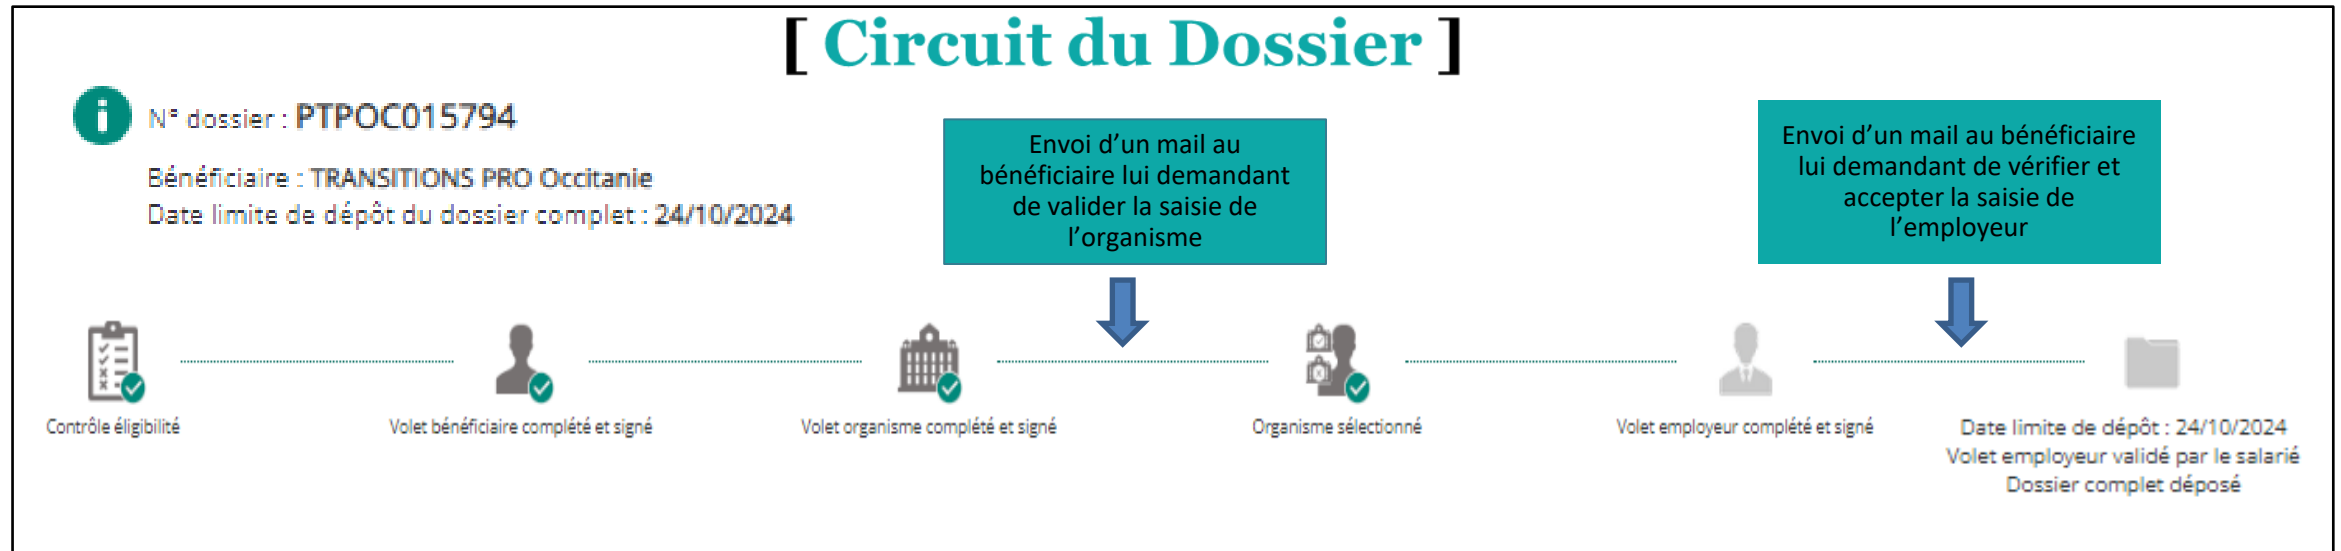 [ Circuit du Dossier ]
N° dossier : PTPOC015794
Bénéficiaire : TRANSITIONS PRO Occitanie
Date limite de dépôt du dossier complet : 24/10/2024
Envoi d’un mail au
bénéficiaire lui demandant
de valider la saisie de
l’organisme
Envoi d’un mail au bénéficiaire
lui demandant de vérifier et
accepter la saisie de
l’employeur
Contrôle éligibilité
Volet bénéficiaire complété et signé
Volet organisme complété et signé
Organisme sélectionné
Volet employeur complété et signé
Date limite de dépôt : 24/10/2024
Volet employeur validé par le salarié
Dossier complet déposé